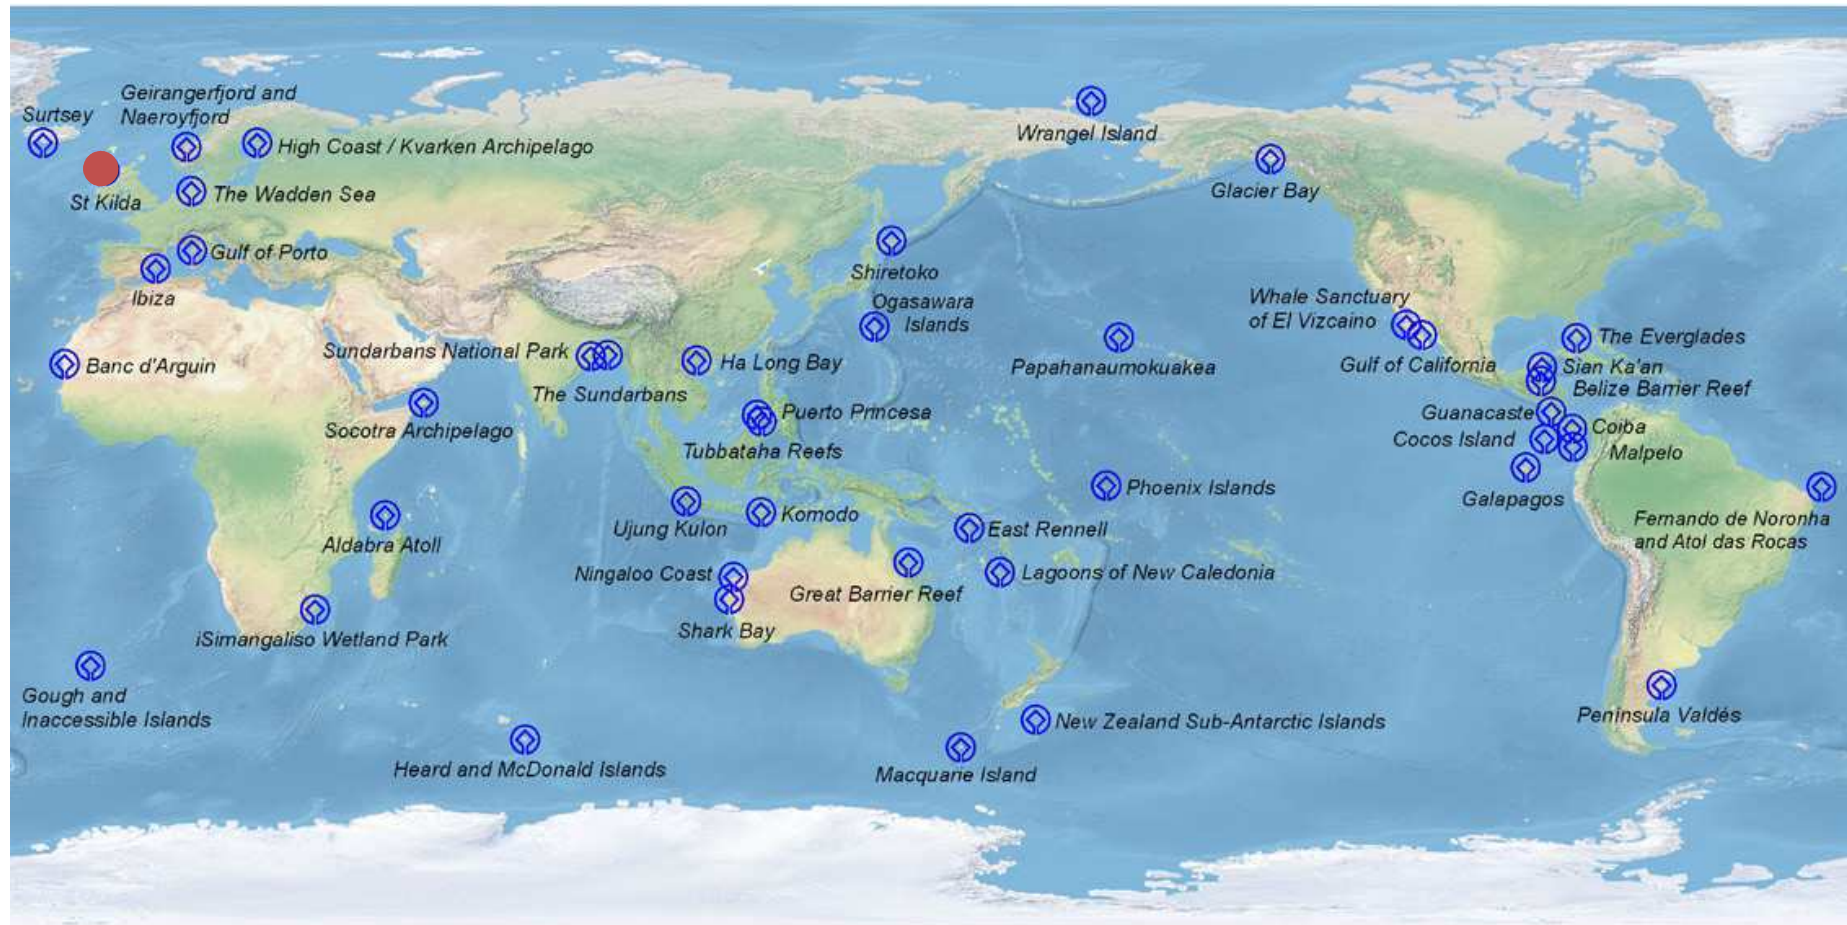 Geirangerfjord and
Naeroyfjord
Surtsey
High Coast / Kvarken Archipelago
Wrangel Island
St Kilda
The Wadden Sea
Glacier Bay
Gulf of Porto
Shiretoko
Ibiza
Ogasawara
Islands
Whale Sanctuary
of El Vizcaino
Banc d'Arguin
Sundarbans National Park
Ha Long Bay
Papahanaumokuakea
The Everglades
Gulf of California
Sian Ka'an
Belize Barrier Reef
The Sundarbans
Puerto Princesa
Guanacaste
Coiba
Socotra Archipelago
Cocos Island
Tubbataha Reefs
Malpelo
Phoenix Islands
Galapagos
Ujung Kulon
Komodo
East Rennell
Fernando de Noronha
and Atol das Rocas
Aldabra Atoll
Ningaloo Coast
Lagoons of New Caledonia
Great Barrier Reef
Shark Bay
iSimangaliso Wetland Park
Gough and
Inaccessible Islands
New Zealand Sub-Antarctic Islands
Peninsula Valdés
Heard and McDonald Islands
Macquarie Island